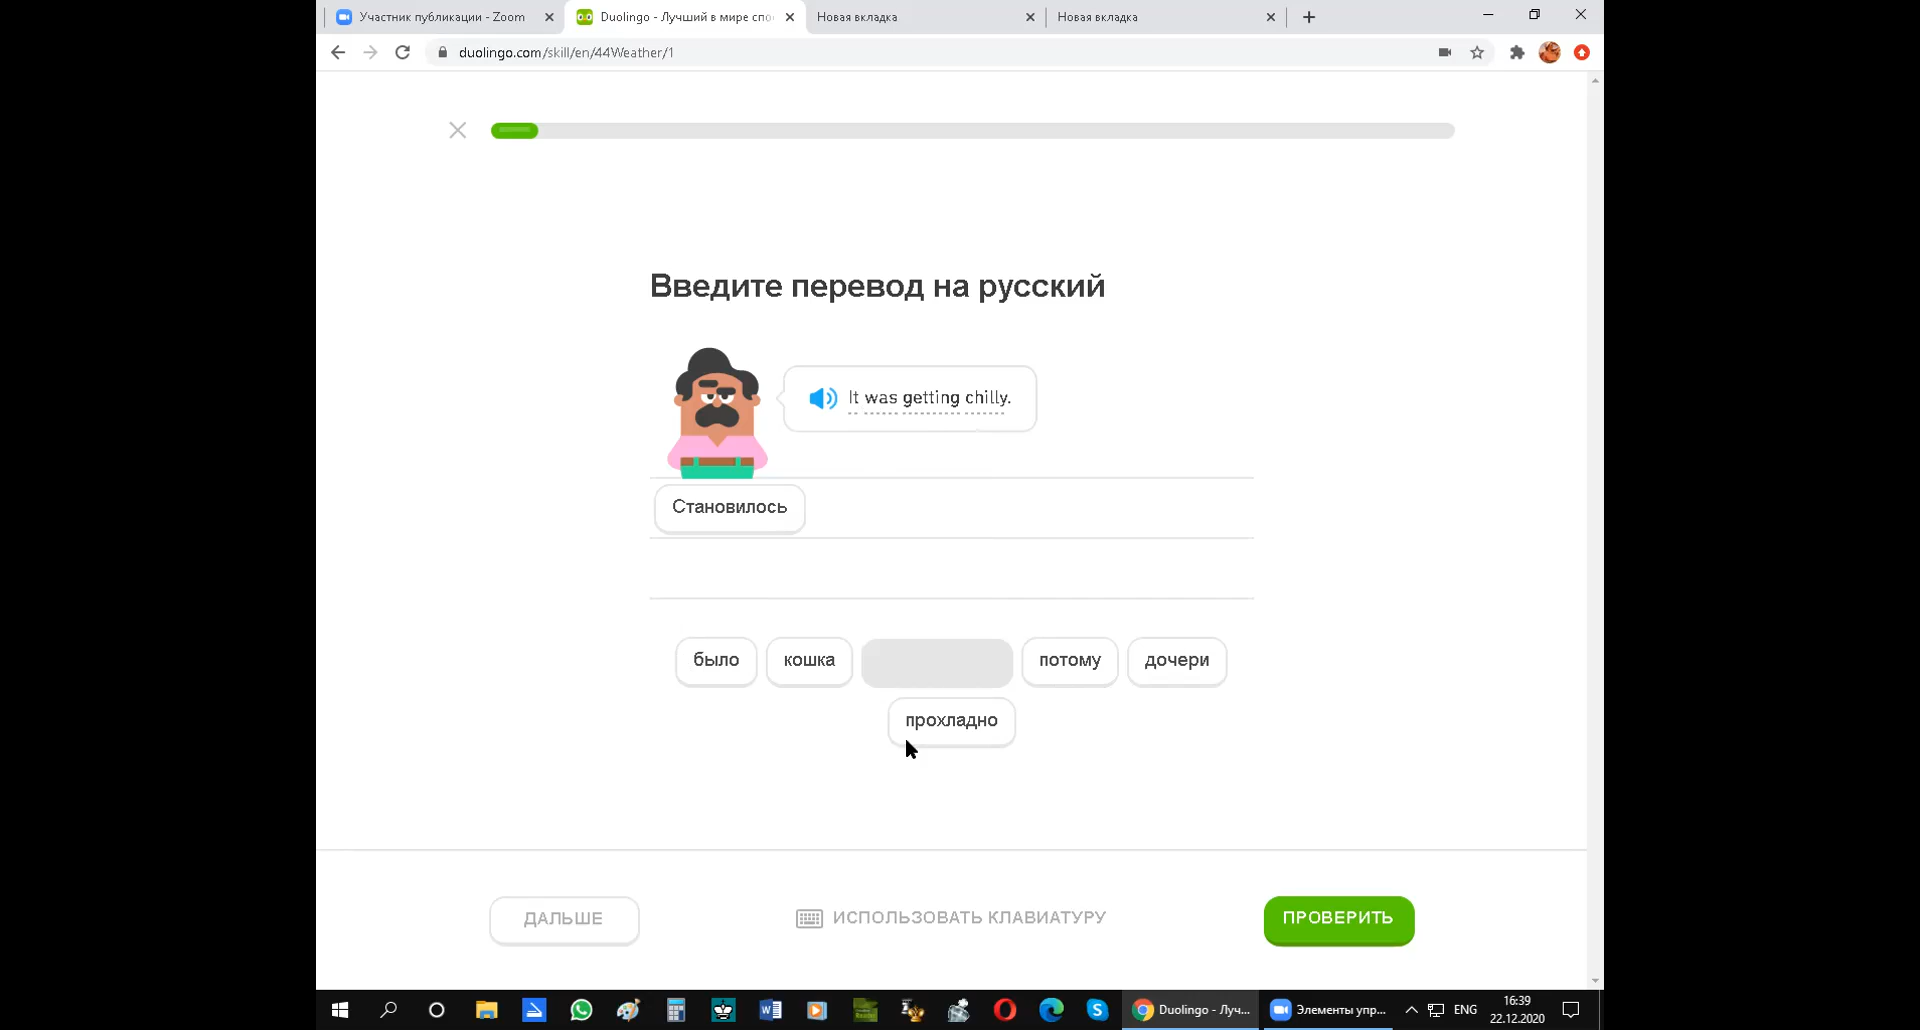 Участник публикации - Zoom
Duolingo - Лучший в мире спо
Новая вкладка
Новая вкладка
duolingo.com/skill/en/44Weather/1
Введите перевод на русский
It was getting chilly.
Становилось
было
кошка
потому
дочери
прохладно
ДАЛЬШЕ
ИСПОЛЬЗОВАТЬ КЛАВИАТУРУ
ПРОВЕРИТЬ
Duolingo - Луч...
Элементы упр...
ENG
16:39
22.12.2020